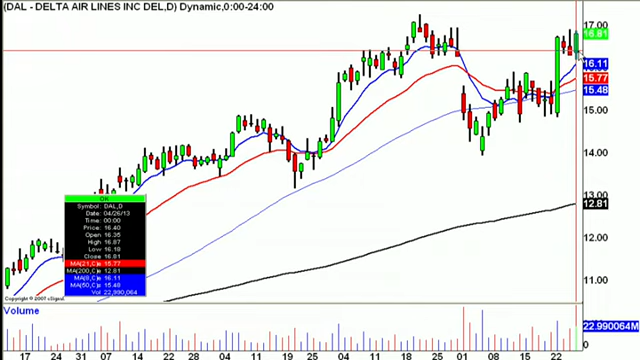 (DAL - DELTA AIR LINES INC DEL,D) Dynamic,0:00-24:00
17.00
16.81
16.11
15.77
15.48
15.00
14.00
13.00
12.81
11.00
OK
Symbol: DAL,D
Date: 04/26/13
Time: 00:00
Price: 16.40
Open 16.35
High 16.87
Low 16.18
Close 16.81
MA(21,C)e 15.77
MA(200,C)e 12.81
MA(8,C)e 16.11
MA(50,C)e 15.48
Vol 22,990,064
Copyright © 2007 eSignal.
Volume
22.990064M
0
17 24 31 07 14 22 28 04 11 19 25 04 11 18 25 01 08 15 22